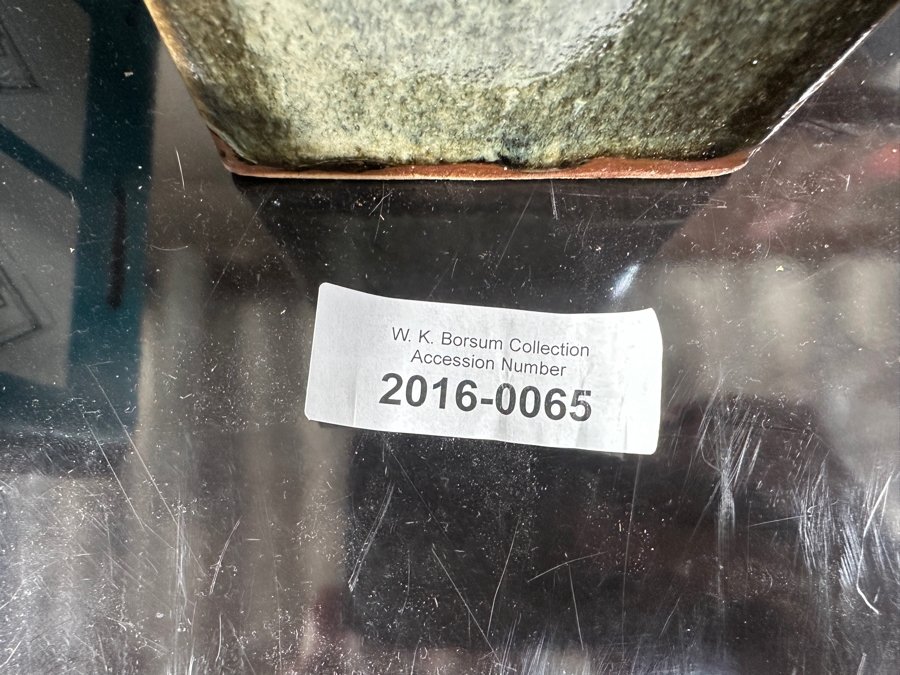 W. K. Borsum Collection
Accession Number
2016-0065